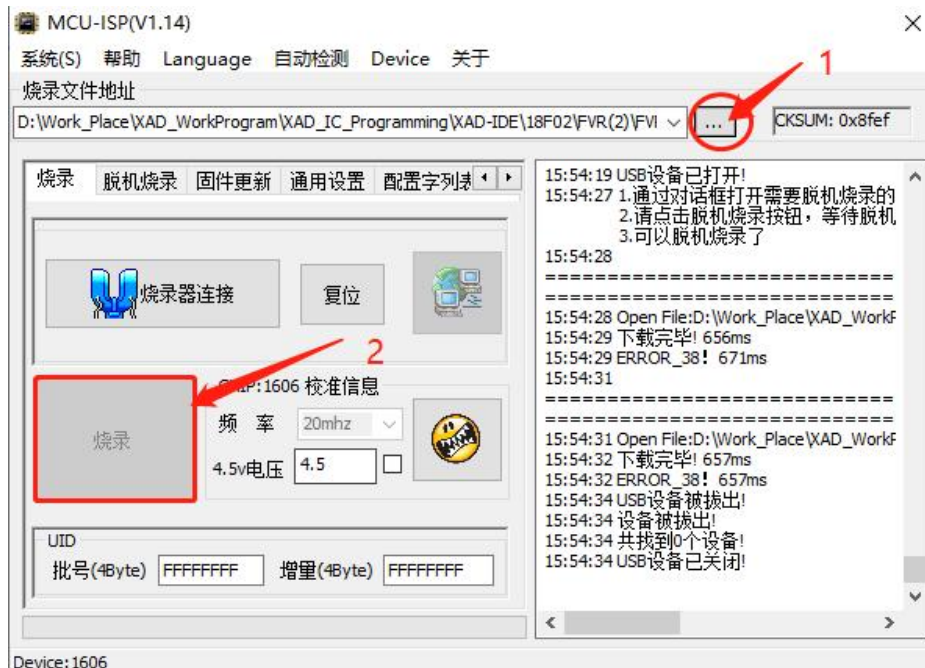 MCU-ISP(V1.14)
系统(S) 帮助 Language 自动检测 Device 关于
1
烧录文件地址
D:\Work_Place\XAD_WorkProgram\XAD_IC_Programming\XAD-IDE\18F02\FVR(2)\FVI
...
CKSUM: 0x8fef
烧录 脱机烧录 固件更新 通用设置 配置字列表
烧录器连接
复位
2
CHIP:1606 校准信息
烧录
频 率 20mhz
4.5v电压 4.5
UID
批号(4Byte) FFFFFFFF 增量(4Byte) FFFFFFFF
15:54:19 USB设备已打开!
15:54:27 1.通过对话框打开需要脱机烧录的
2.请点击脱机烧录按钮，等待脱机
3.可以脱机烧录了
15:54:28
==============================
==============================
15:54:28 Open File:D:\Work_Place\XAD_WorkF
15:54:29 下载完毕! 656ms
15:54:29 ERROR_38! 671ms
15:54:31
==============================
==============================
15:54:31 Open File:D:\Work_Place\XAD_WorkF
15:54:32 下载完毕! 657ms
15:54:32 ERROR_38! 657ms
15:54:34 USB设备被拔出!
15:54:34 设备被拔出!
15:54:34 共找到0个设备!
15:54:34 USB设备已关闭!
Device:1606